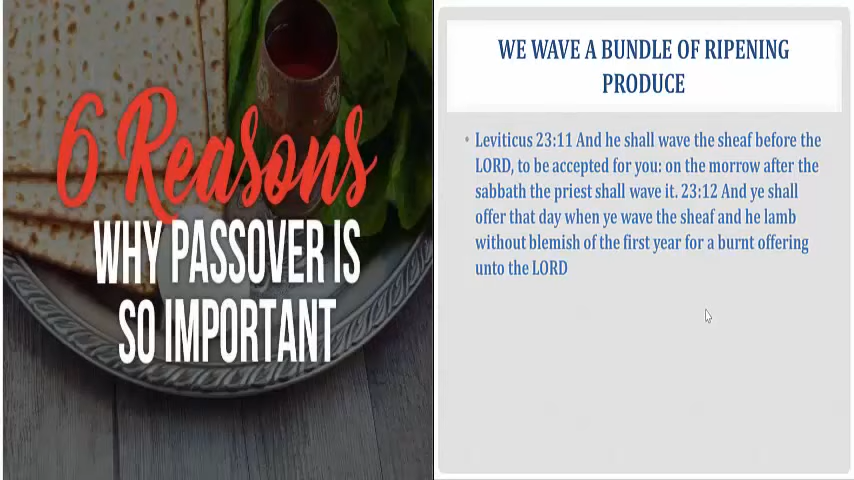 6 Reasons
WHY PASSOVER IS
SO IMPORTANT
WE WAVE A BUNDLE OF RIPENING
PRODUCE
• Leviticus 23:11 And he shall wave the sheaf before the
LORD, to be accepted for you: on the morrow after the
sabbath the priest shall wave it. 23:12 And ye shall
offer that day when ye wave the sheaf and he lamb
without blemish of the first year for a burnt offering
unto the LORD